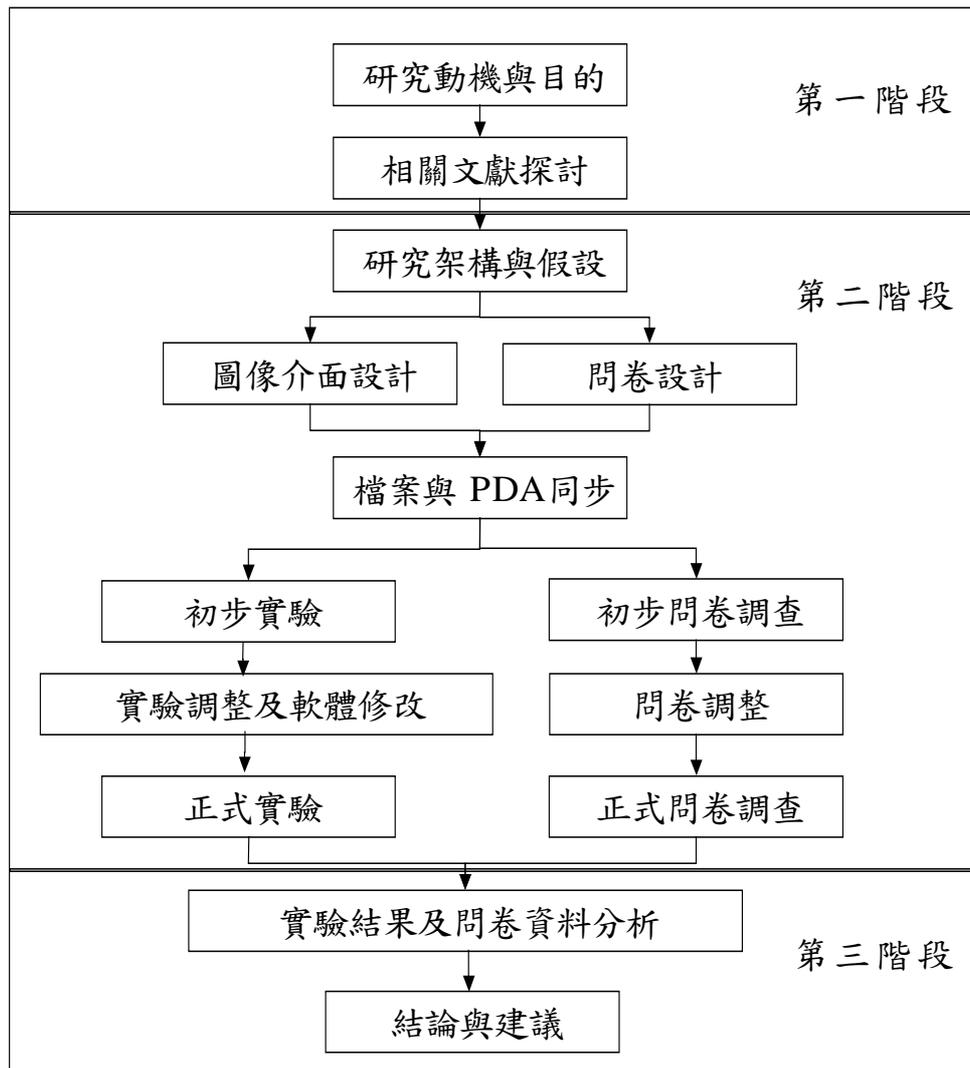 研究動機與目的
第一階段
相關文獻探討
研究架構與假設
第二階段
圖像介面設計
問卷設計
檔案與 PDA同步
初步實驗
初步問卷調查
實驗調整及軟體修改
問卷調整
正式實驗
正式問卷調查
實驗結果及問卷資料分析
第三階段
結論與建議